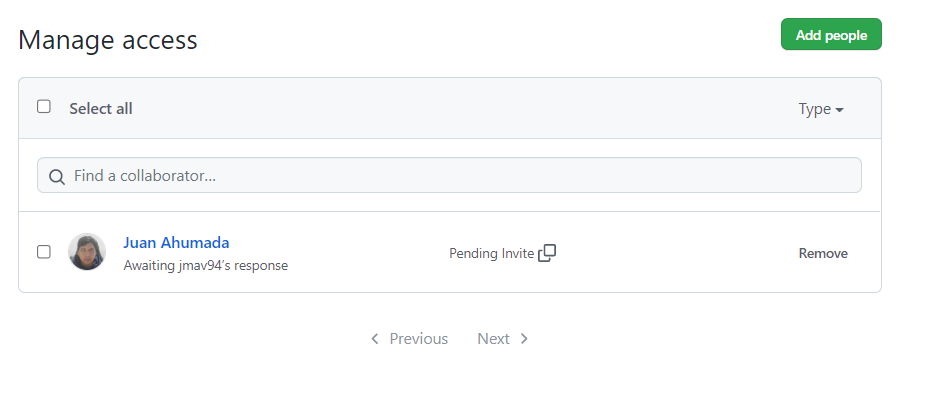 Manage access
Add people
Select all
Type
Find a collaborator...
Juan Ahumada
Awaiting jmav94's response
Pending Invite
Remove
Previous Next